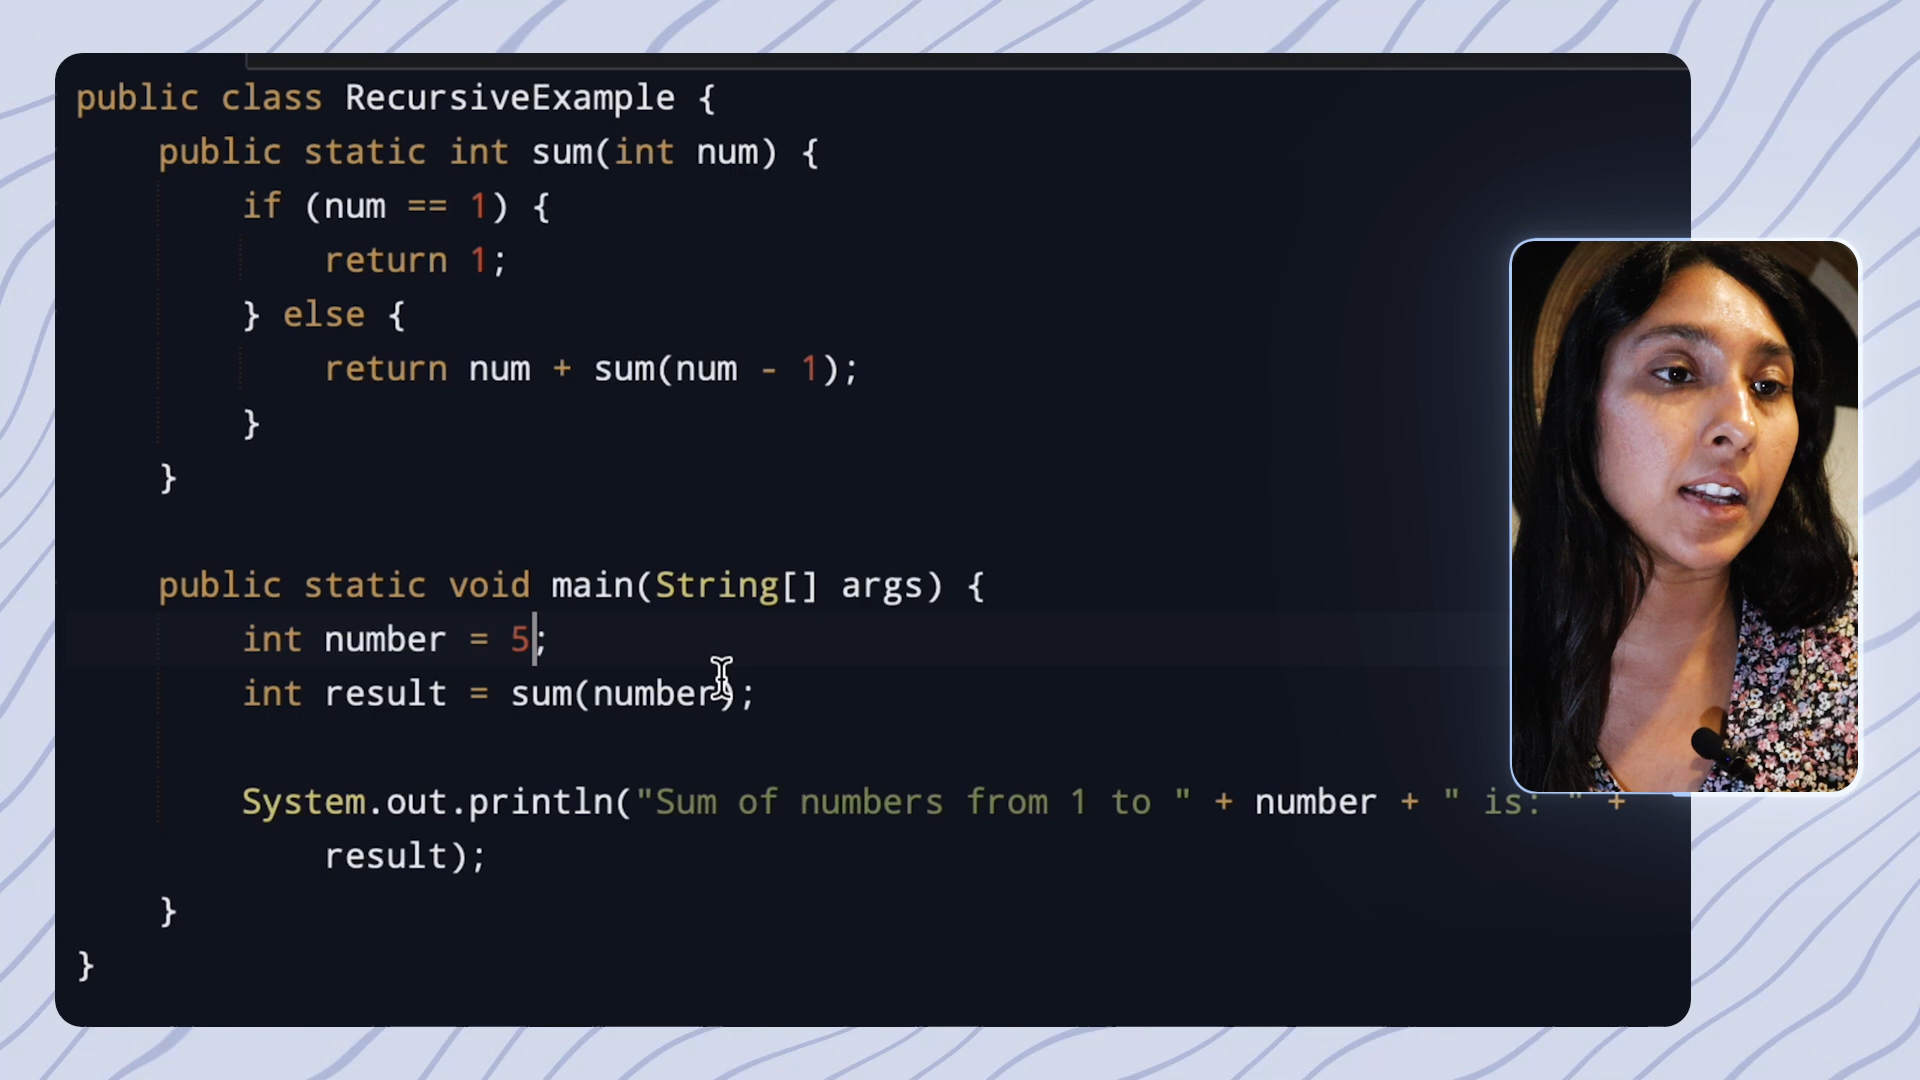 public class RecursiveExample {
public static int sum(int num) {
if (num == 1) {
return 1;
} else {
return num + sum(num - 1);
}
}
public static void main(String[] args) {
int number = 5;
int result = sum(number);
System.out.println("Sum of numbers from 1 to " + number + " is: " +
result);
}
}